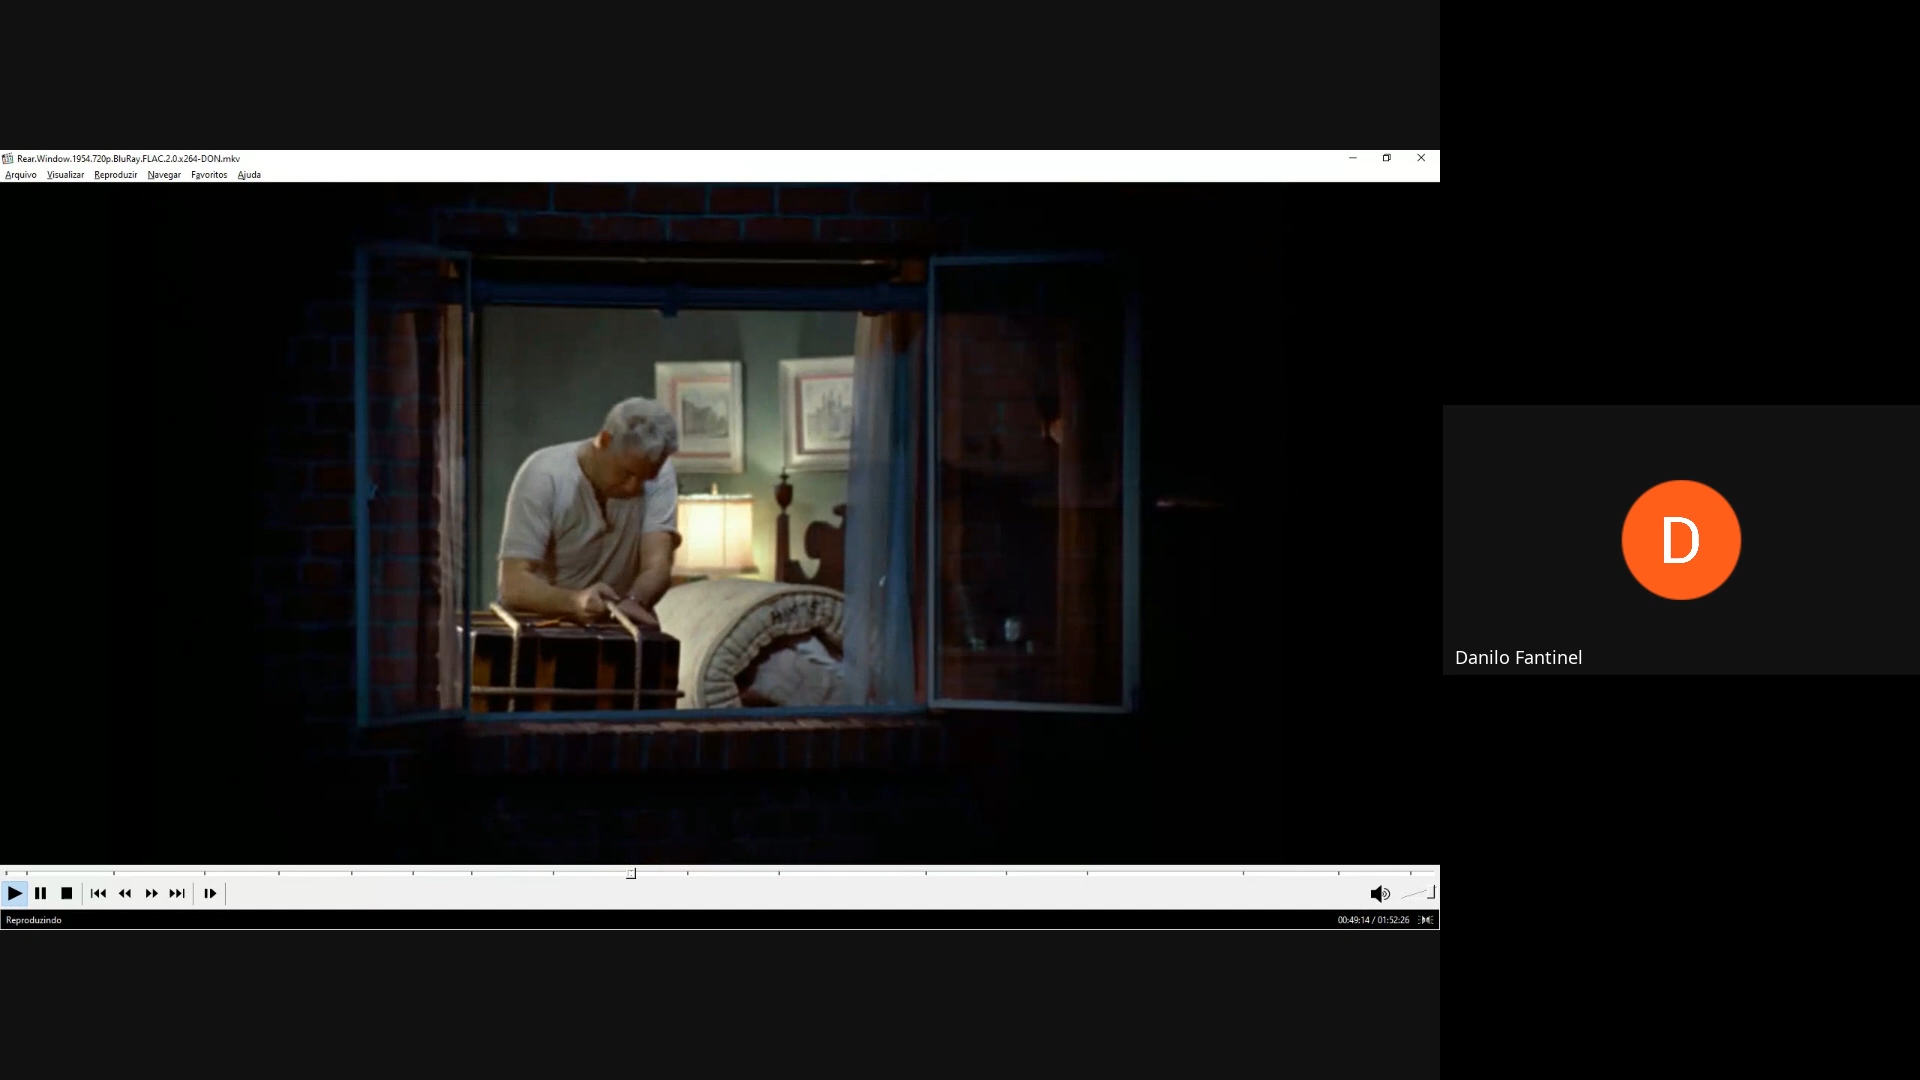 Rear.Window.1954.720p.BluRay.FLAC.2.0.x264-DON.mkv
Arquivo Visualizar Reproduzir Navegar Favoritos Ajuda
D
Danilo Fantinel
Reproduzindo
00:49:14 / 01:52:26